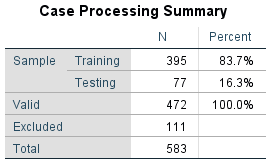 Case Processing Summary
N Percent
Sample Training 395 83.7%
Testing 77 16.3%
Valid 472 100.0%
Excluded 111
Total 583